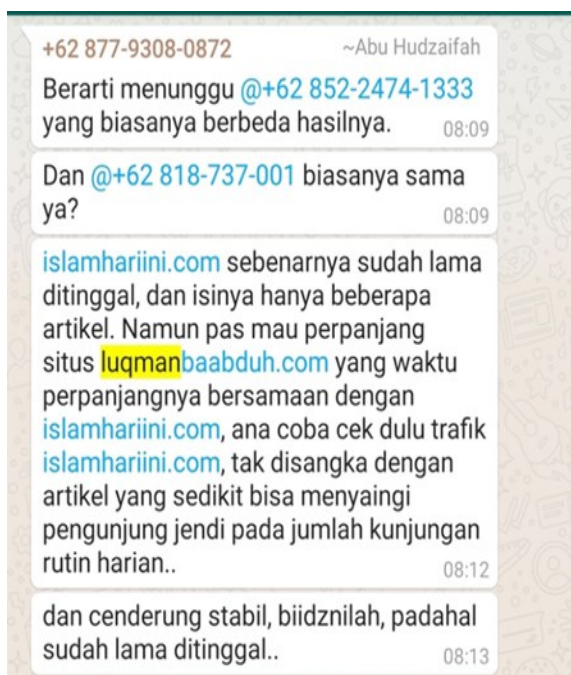 +62 877-9308-0872 ~Abu Hudzaifah
Berarti menunggu @+62 852-2474-1333
yang biasanya berbeda hasilnya. 08:09
Dan @+62 818-737-001 biasanya sama
ya? 08:09
islamhariini.com sebenarnya sudah lama
ditinggal, dan isinya hanya beberapa
artikel. Namun pas mau perpanjang
situs luqmanbaabduh.com yang waktu
perpanjangnya bersamaan dengan
islamhariini.com, ana coba cek dulu trafik
islamhariini.com, tak disangka dengan
artikel yang sedikit bisa menyaingi
pengunjung jendi pada jumlah kunjungan
rutin harian.. 08:12
dan cenderung stabil, biidznilah, padahal
sudah lama ditinggal.. 08:13